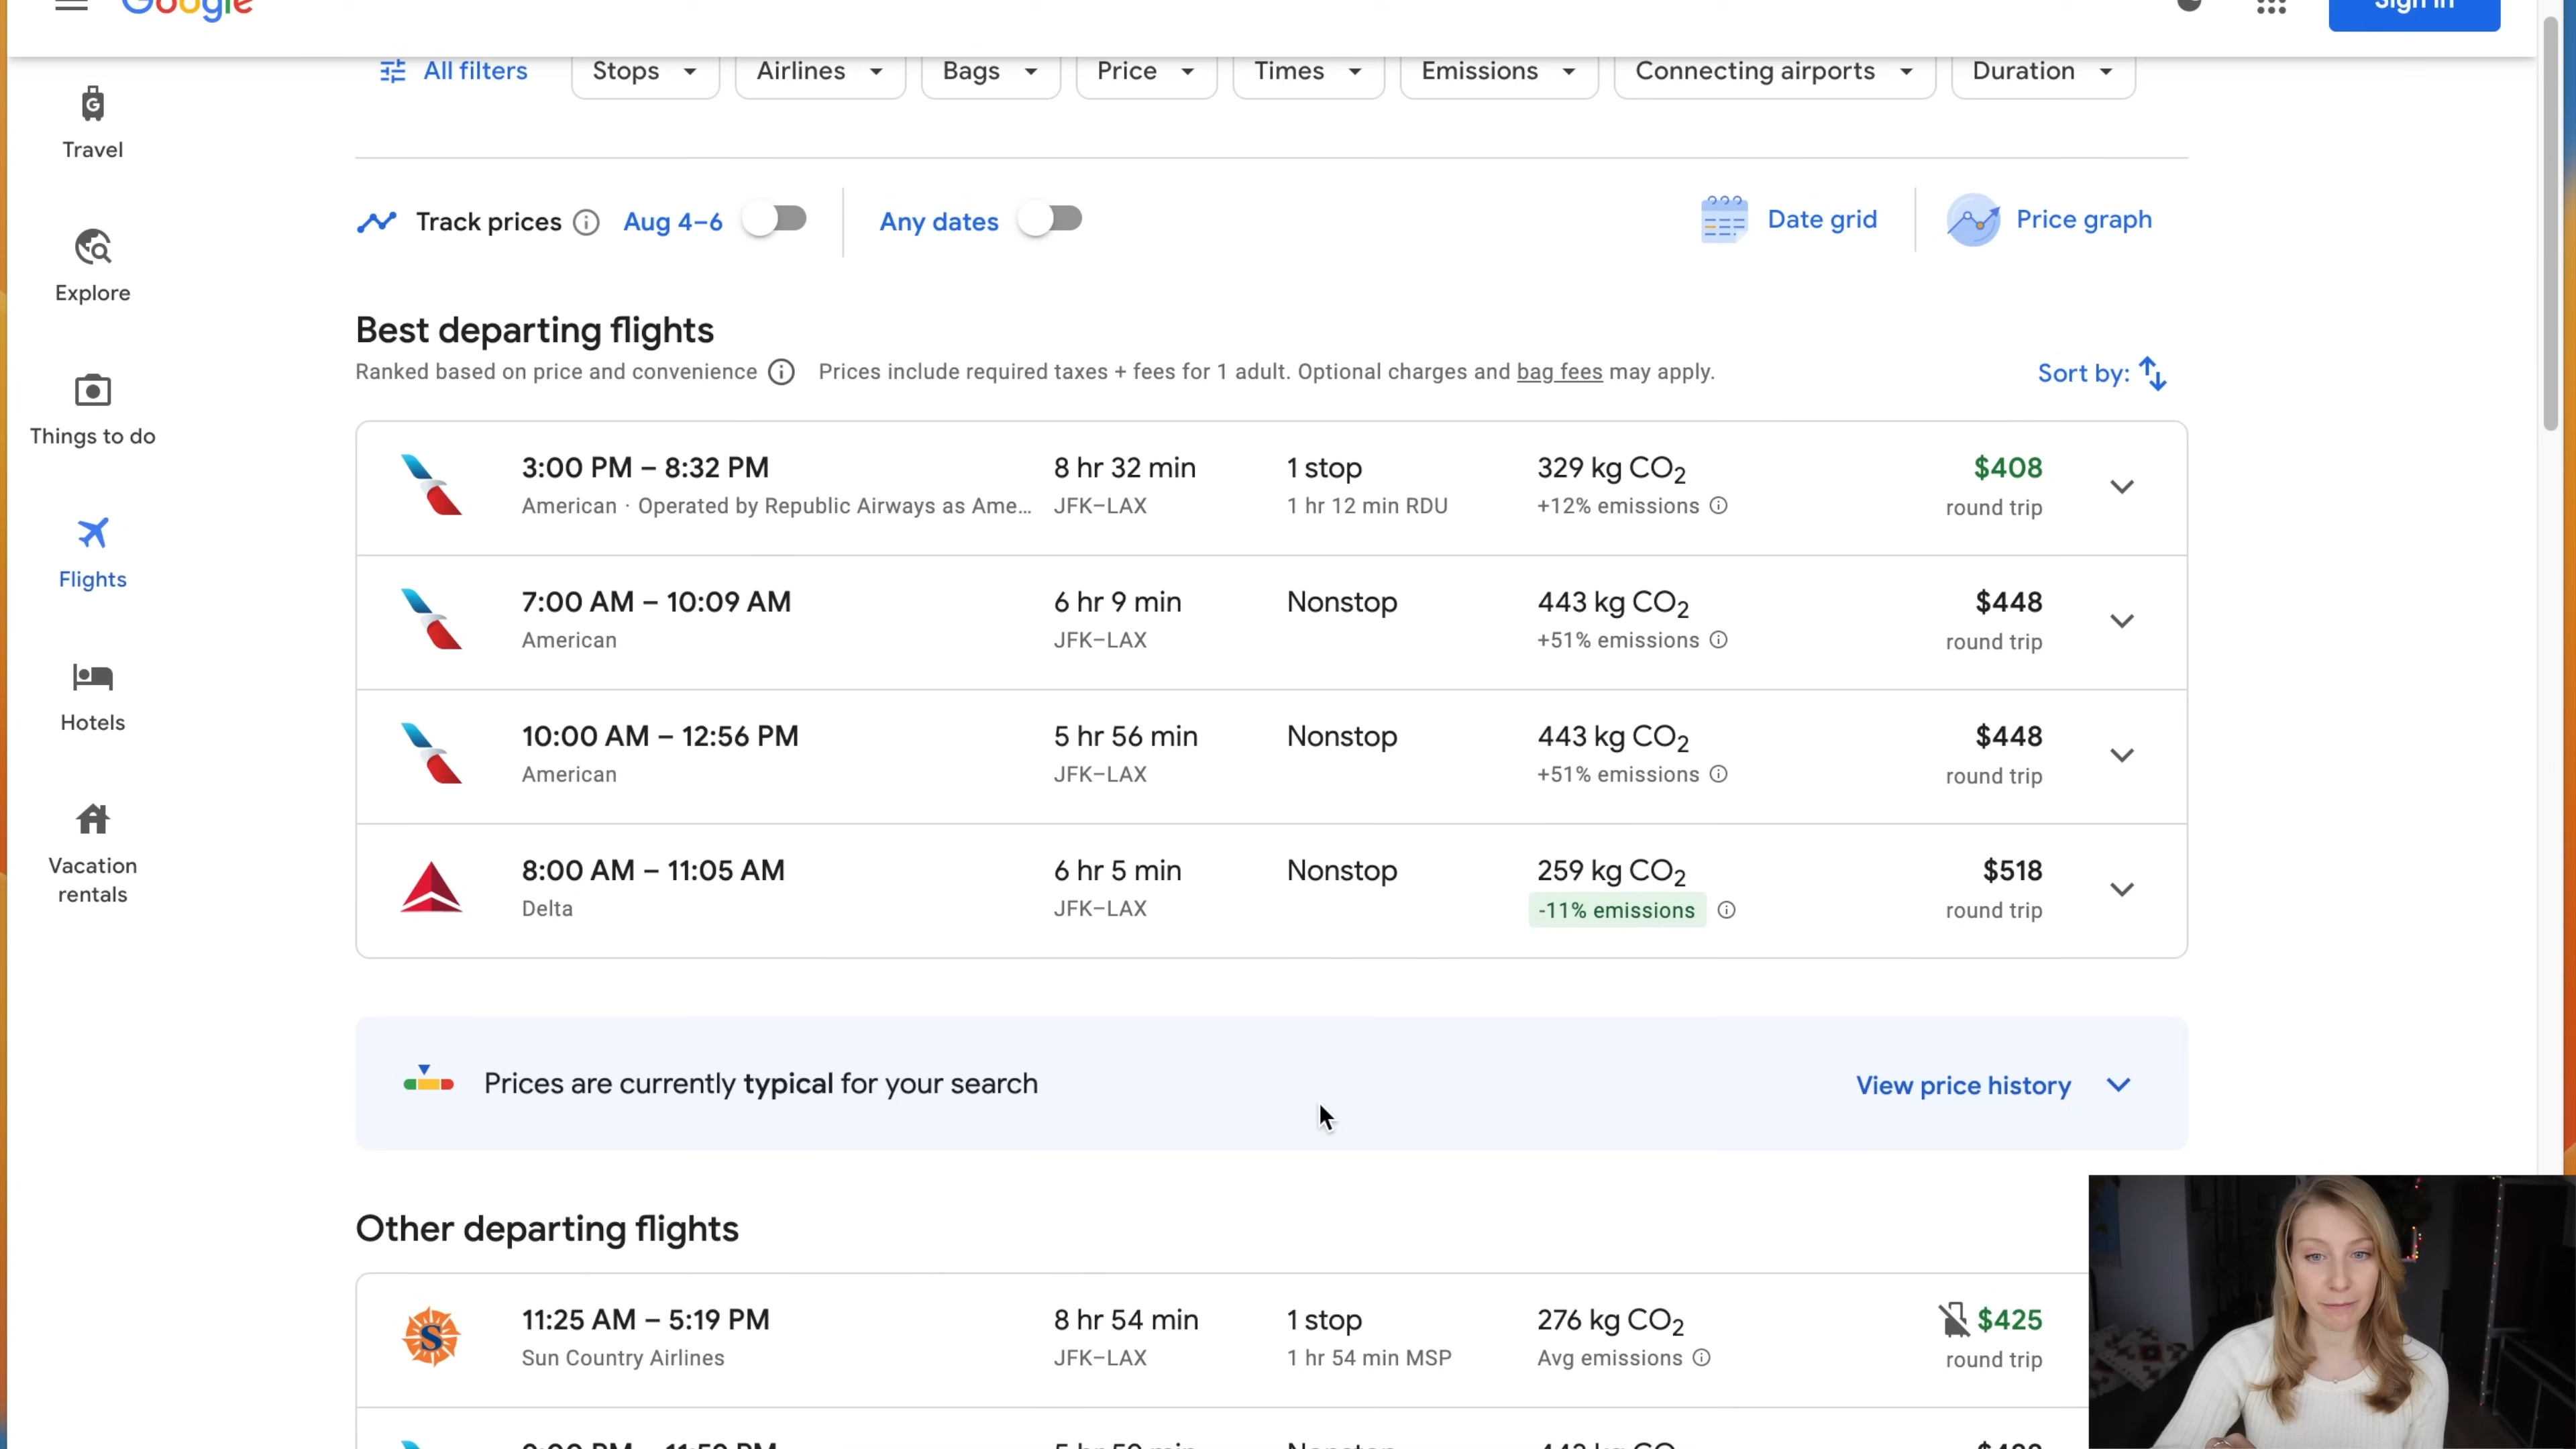 Google
Sign in
All filters
Stops
Airlines
Bags
Price
Times
Emissions
Connecting airports
Duration
Travel
Explore
Things to do
Flights
Hotels
Vacation
rentals
Track prices
Aug 4–6
Any dates
Date grid
Price graph
Best departing flights
Ranked based on price and convenience
Prices include required taxes + fees for 1 adult. Optional charges and bag fees may apply.
Sort by:
3:00 PM – 8:32 PM
8 hr 32 min
1 stop
329 kg CO2
$408
American · Operated by Republic Airways as Ame...
JFK–LAX
1 hr 12 min RDU
+12% emissions
round trip
7:00 AM – 10:09 AM
6 hr 9 min
Nonstop
443 kg CO2
$448
American
JFK–LAX
+51% emissions
round trip
10:00 AM – 12:56 PM
5 hr 56 min
Nonstop
443 kg CO2
$448
American
JFK–LAX
+51% emissions
round trip
8:00 AM – 11:05 AM
6 hr 5 min
Nonstop
259 kg CO2
$518
Delta
JFK–LAX
-11% emissions
round trip
Prices are currently typical for your search
View price history
Other departing flights
11:25 AM – 5:19 PM
8 hr 54 min
1 stop
276 kg CO2
$425
Sun Country Airlines
JFK–LAX
1 hr 54 min MSP
Avg emissions
round trip